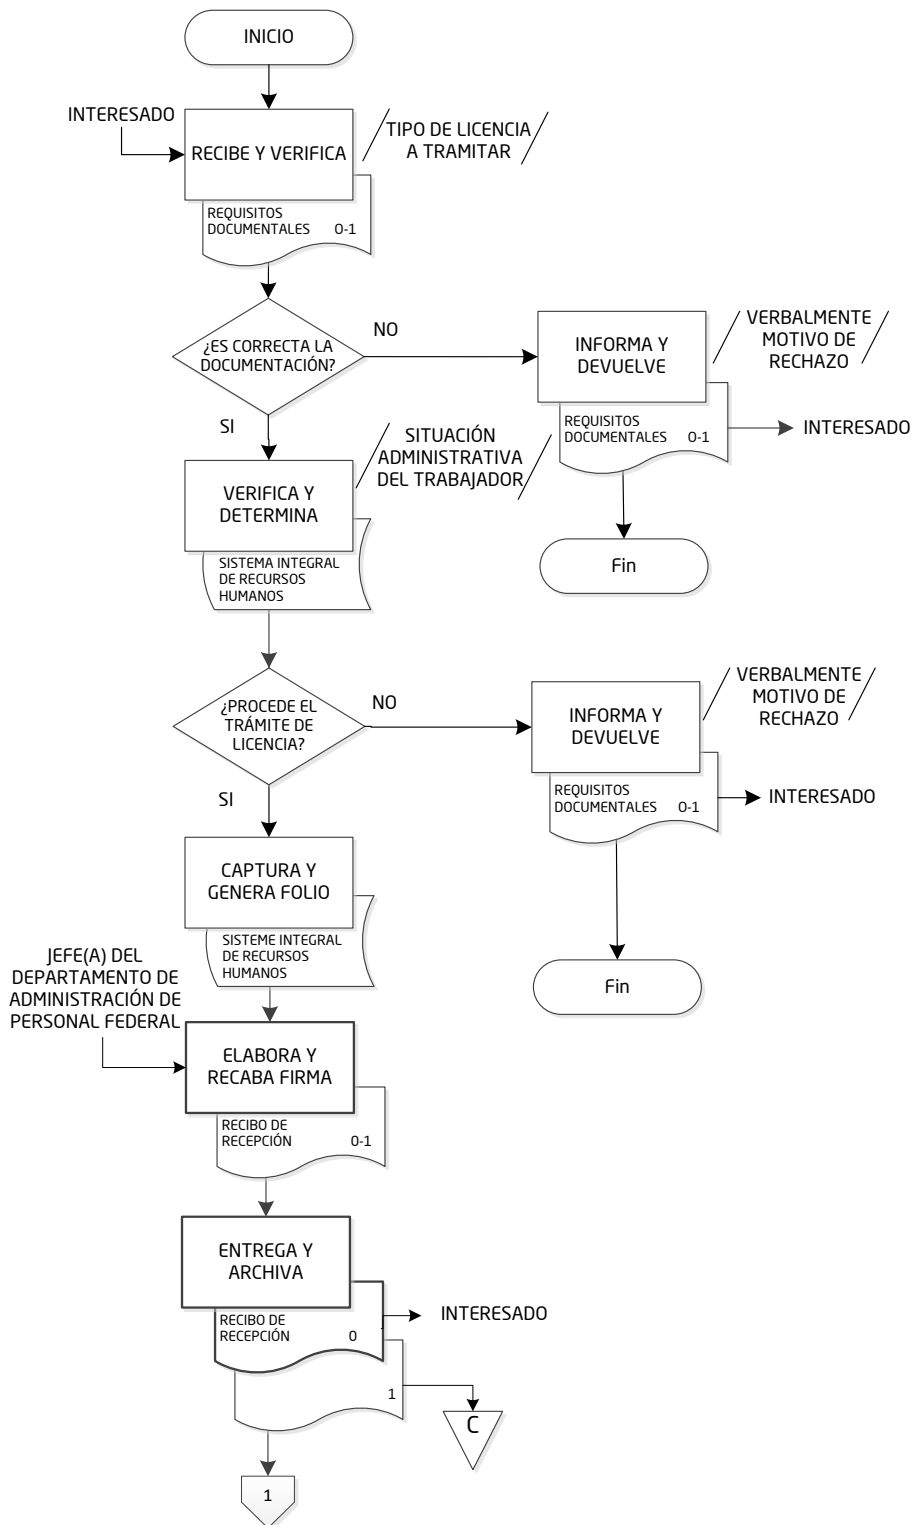 INICIO
INTERESADO
RECIBE Y VERIFICA
TIPO DE LICENCIA
A TRAMITAR
REQUISITOS
DOCUMENTALES 0-1
¿ES CORRECTA LA
DOCUMENTACIÓN?
NO
INFORMA Y
DEVUELVE
VERBALMENTE
MOTIVO DE
RECHAZO
REQUISITOS
DOCUMENTALES 0-1
INTERESADO
Fin
SI
VERIFICA Y
DETERMINA
SITUACIÓN
ADMINISTRATIVA
DEL TRABAJADOR
SISTEMA INTEGRAL
DE RECURSOS
HUMANOS
¿PROCEDE EL
TRÁMITE DE
LICENCIA?
NO
INFORMA Y
DEVUELVE
VERBALMENTE
MOTIVO DE
RECHAZO
REQUISITOS
DOCUMENTALES 0-1
INTERESADO
Fin
SI
CAPTURA Y
GENERA FOLIO
SISTEME INTEGRAL
DE RECURSOS
HUMANOS
JEFE(A) DEL
DEPARTAMENTO DE
ADMINISTRACIÓN DE
PERSONAL FEDERAL
ELABORA Y
RECABA FIRMA
RECIBO DE
RECEPCIÓN 0-1
ENTREGA Y
ARCHIVA
RECIBO DE
RECEPCIÓN 0
INTERESADO
1
C
1